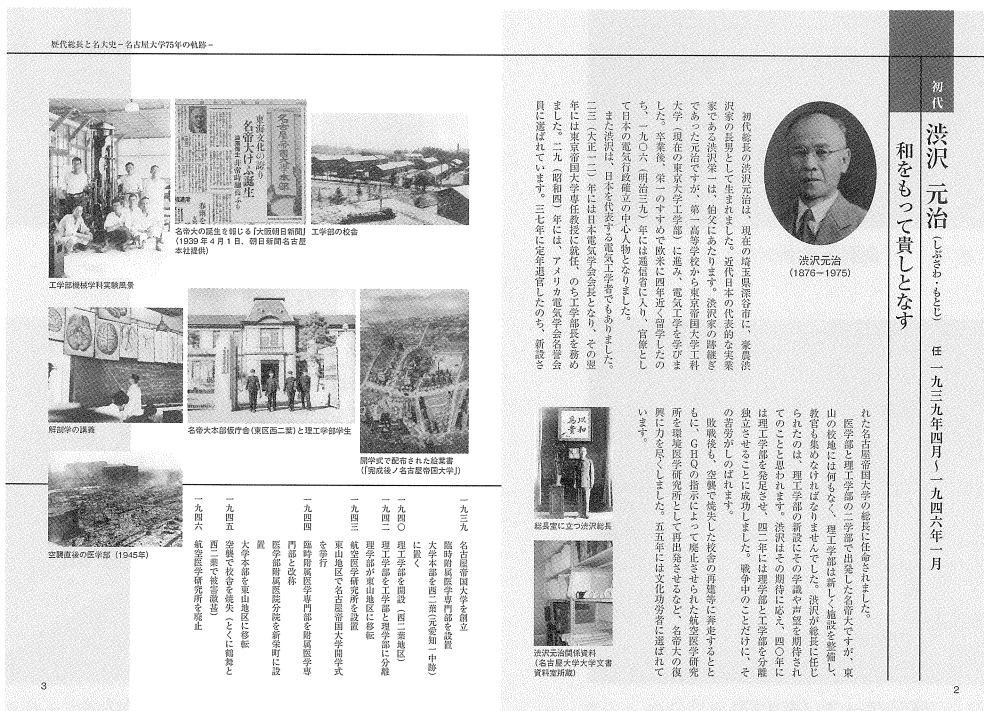 歴代総長と名大史－名古屋大学75年の軌跡－
初代
渋沢 元治（しぶさわ・もとじ）
任 一九三九年四月～一九四六年一月
和をもって貴しとなす
渋沢元治
（1876－1975）
初代総長の渋沢元治は、現在の埼玉県深谷市に、豪農渋
沢家の長男として生まれました。近代日本の代表的な実業
家である渋沢栄一は、伯父にあたります。渋沢家の跡継ぎ
であった元治ですが、第一高等学校から東京帝国大学工科
大学（現在の東京大学工学部）に進み、電気工学を学びま
した。卒業後、栄一のすすめで欧米に四年近く留学したの
ち、一九〇六（明治三九）年には逓信省に入り、官僚とし
て日本の電気行政確立の中心人物となりました。
また渋沢は、日本を代表する電気工学者でもありました。
二三（大正一二）年には日本電気学会会長となり、その翌
年には東京帝国大学専任教授に就任、のち工学部長を務め
ました。二九（昭和四）年には、アメリカ電気学会名誉会
員に選ばれています。三七年に定年退官したのち、新設さ
れた名古屋帝国大学の総長に任命されました。
医学部と理工学部の二学部で出発した名帝大ですが、東
山の校地には何もなく、理工学部は新しく施設を整備し、
教官も集めなければなりませんでした。渋沢が総長に任じ
られたのは、理工学部の新設にその学識や声望を期待され
てのことと思われます。渋沢はその期待に応え、四〇年に
は理工学部を発足させ、四二年には理学部と工学部を分離
独立させることに成功しました。戦争中のことだけに、そ
の苦労がしのばれます。
敗戦後も、空襲で焼失した校舎の再建等に奔走するとと
もに、GHQの指示によって廃止させられた航空医学研究
所を環境医学研究所として再出発させるなど、名帝大の復
興に力を尽くしました。五五年には文化功労者に選ばれて
います。
総長室に立つ渋沢総長
渋沢元治関係資料
（名古屋大学大学文書
資料室所蔵）
2
工学部機械学科実験風景
東海文化の誇り
名帝大けふ誕生
名帝大の誕生を報じる『大阪朝日新聞』
（1939年4月1日、朝日新聞名古屋
本社提供）
工学部の校舎
解剖学の講義
名帝大本部仮庁舎（東区西二葉）と理工学部学生
開学式で配布された絵葉書
（「完成後ノ名古屋帝国大学」）
空襲直後の医学部（1945年）
一九三九 名古屋帝国大学を創立
臨時附属医学専門部を設置
大学本部を西二葉（元愛知一中跡）
に置く
一九四〇 理工学部を開設（西二葉地区）
一九四二 理工学部を工学部と理学部に分離
理学部が東山地区に移転
一九四三 航空医学研究所を設置
東山地区で名古屋帝国大学開学式
を挙行
一九四四 臨時附属医学専門部を附属医学専
門部と改称
医学部附属医院分院を新栄町に設
置
大学本部を東山地区に移転
一九四五 空襲で校舎を焼失（とくに鶴舞と
西二葉で被害激甚）
一九四六 航空医学研究所を廃止
3